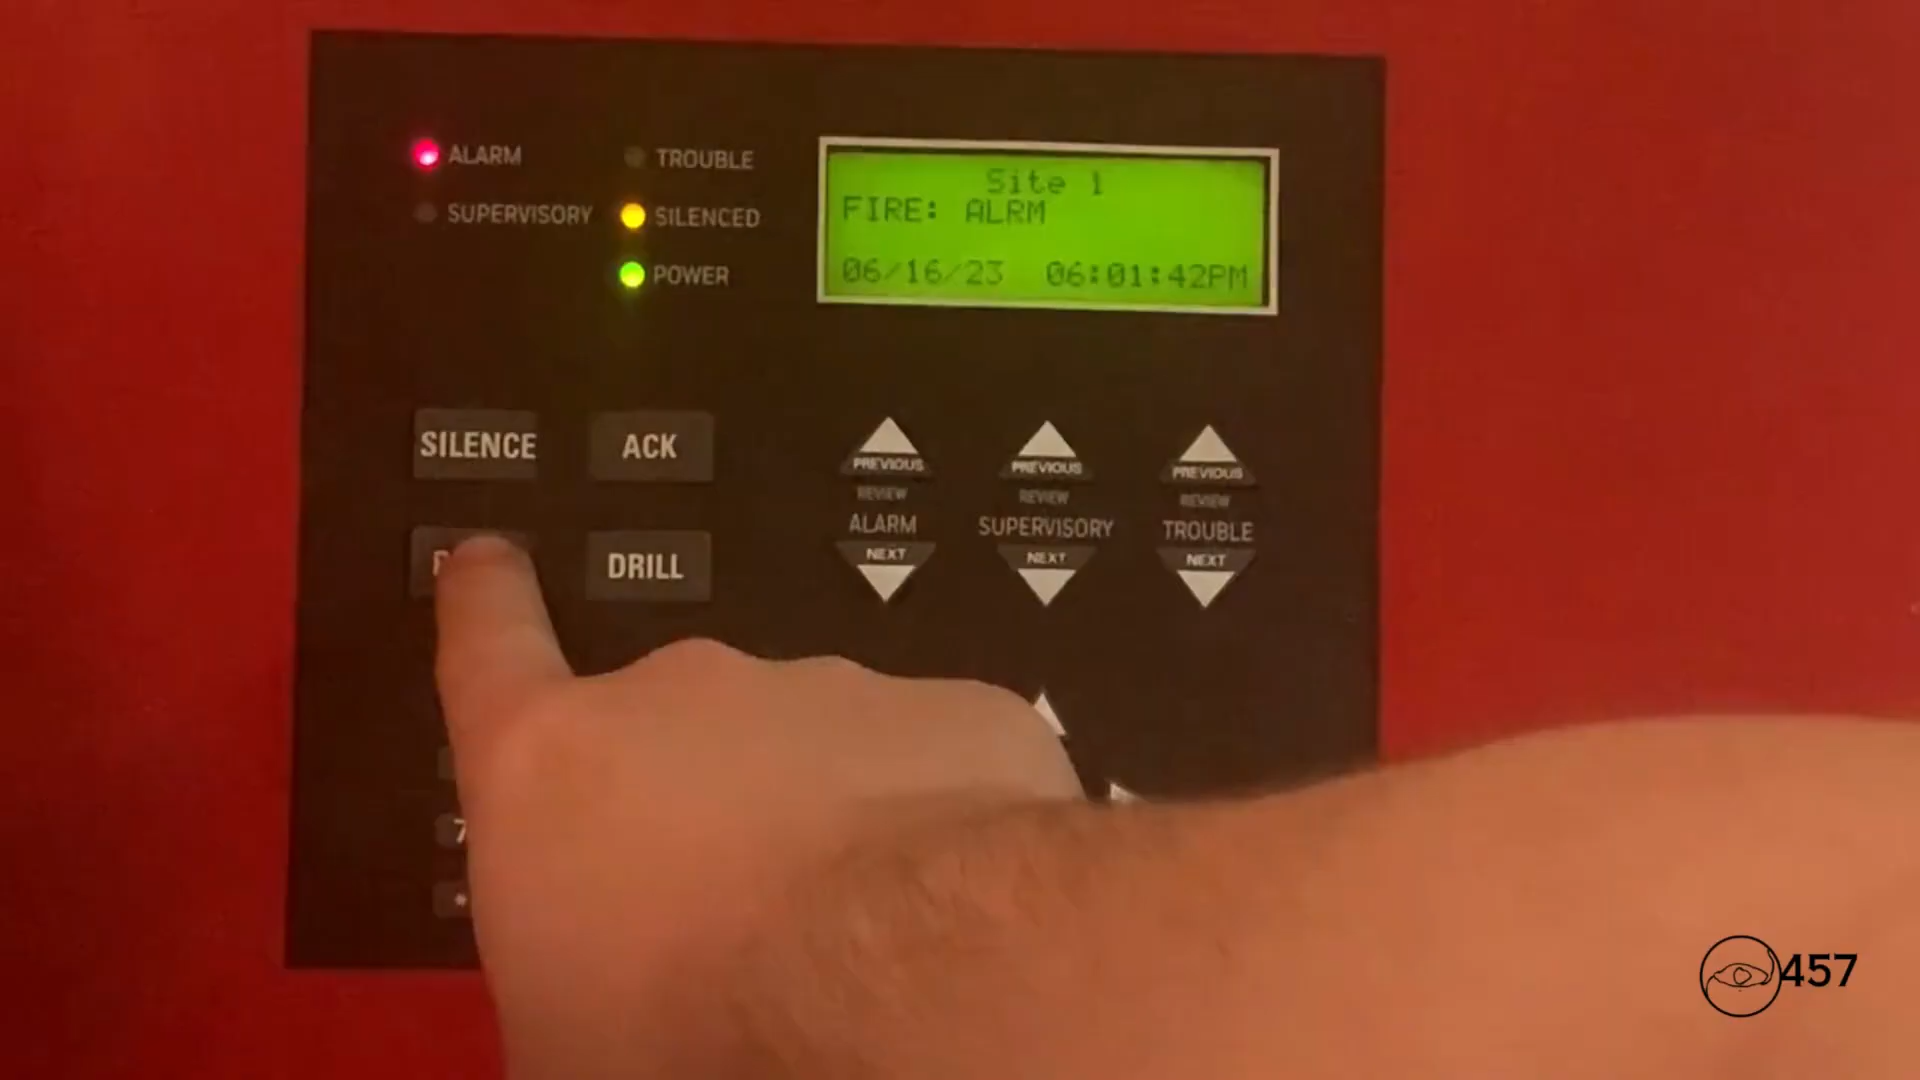 ALARM
TROUBLE
SUPERVISORY
SILENCED
POWER
Site 1
FIRE: ALRM
06/16/23 06:01:42PM
SILENCE
ACK
DRILL
PREVIOUS
REVIEW
ALARM
NEXT
PREVIOUS
REVIEW
SUPERVISORY
NEXT
PREVIOUS
REVIEW
TROUBLE
NEXT
7
*
457